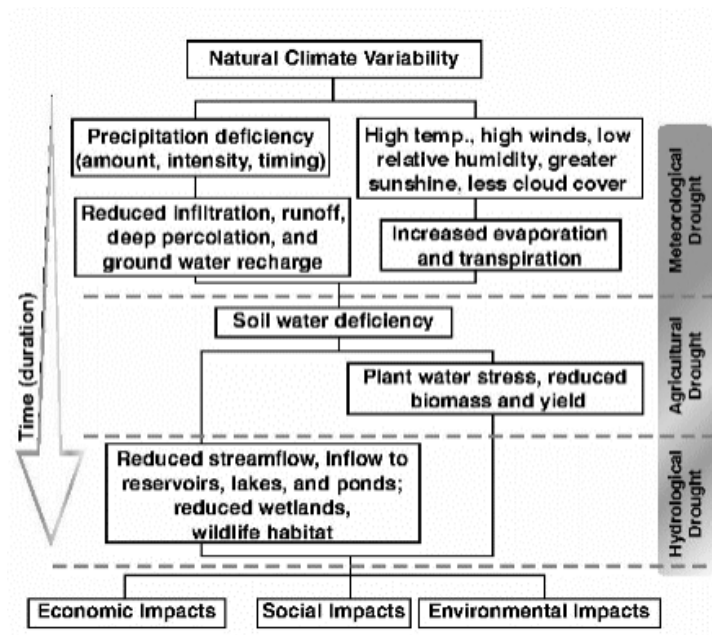 Natural Climate Variability
Precipitation deficiency
(amount, intensity, timing)
High temp., high winds, low
relative humidity, greater
sunshine, less cloud cover
Reduced infiltration, runoff,
deep percolation, and
ground water recharge
Increased evaporation
and transpiration
Meteorological
Drought
Time (duration)
Soil water deficiency
Plant water stress, reduced
biomass and yield
Agricultural
Drought
Reduced streamflow, inflow to
reservoirs, lakes, and ponds;
reduced wetlands,
wildlife habitat
Hydrological
Drought
Economic Impacts
Social Impacts
Environmental Impacts